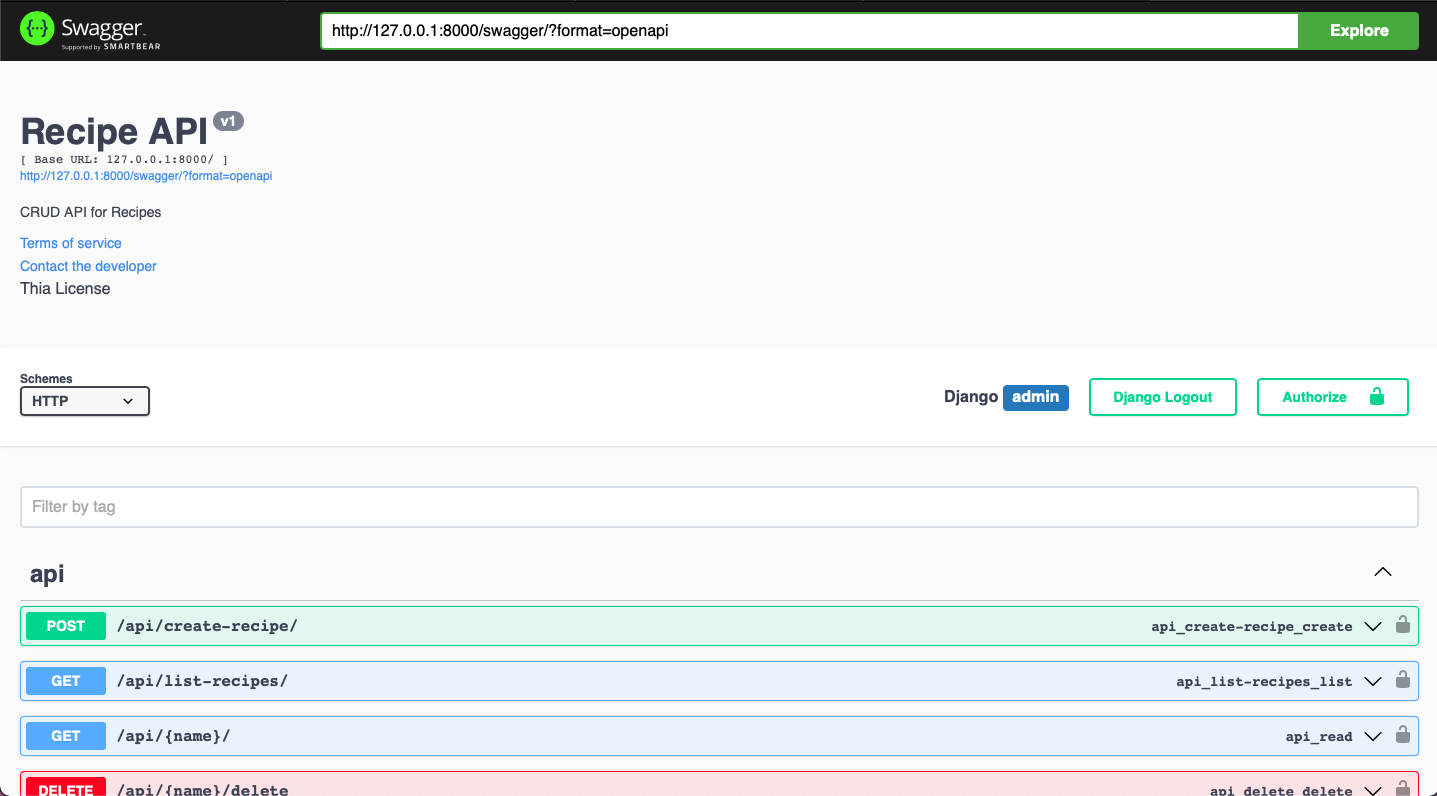 Swagger
Supported by SMARTBEAR
http://127.0.0.1:8000/swagger/?format=openapi
Explore
Recipe API v1
[ Base URL: 127.0.0.1:8000/ ]
http://127.0.0.1:8000/swagger/?format=openapi
CRUD API for Recipes
Terms of service
Contact the developer
Thia License
Schemes
HTTP
Django admin
Django Logout
Authorize
Filter by tag
api
POST /api/create-recipe/ api_create-recipe_create
GET /api/list-recipes/ api_list-recipes_list
GET /api/{name}/ api_read
DELETE /api/{name}/delete api_delete_delete